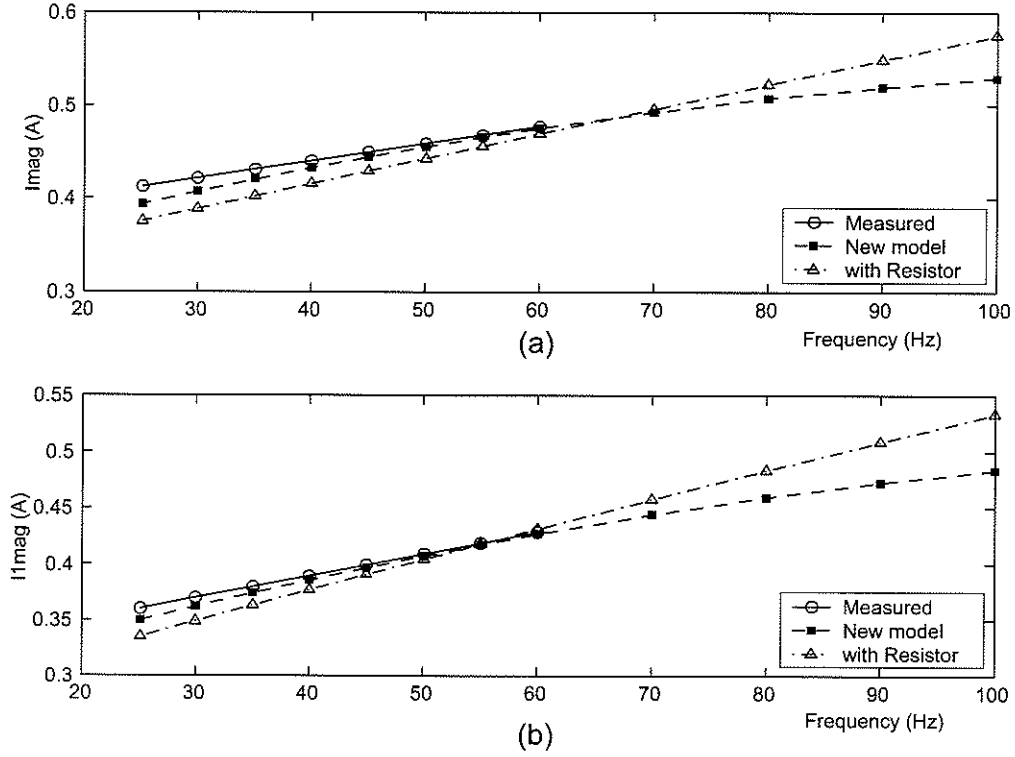 0.6
0.5
0.4
0.3
Imag (A)
Measured
New model
with Resistor
20 30 40 50 60 70 80 90 100
(a)
Frequency (Hz)
0.55
0.5
0.45
0.4
0.35
0.3
I1mag (A)
Measured
New model
with Resistor
20 30 40 50 60 70 80 90 100
(b)
Frequency (Hz)